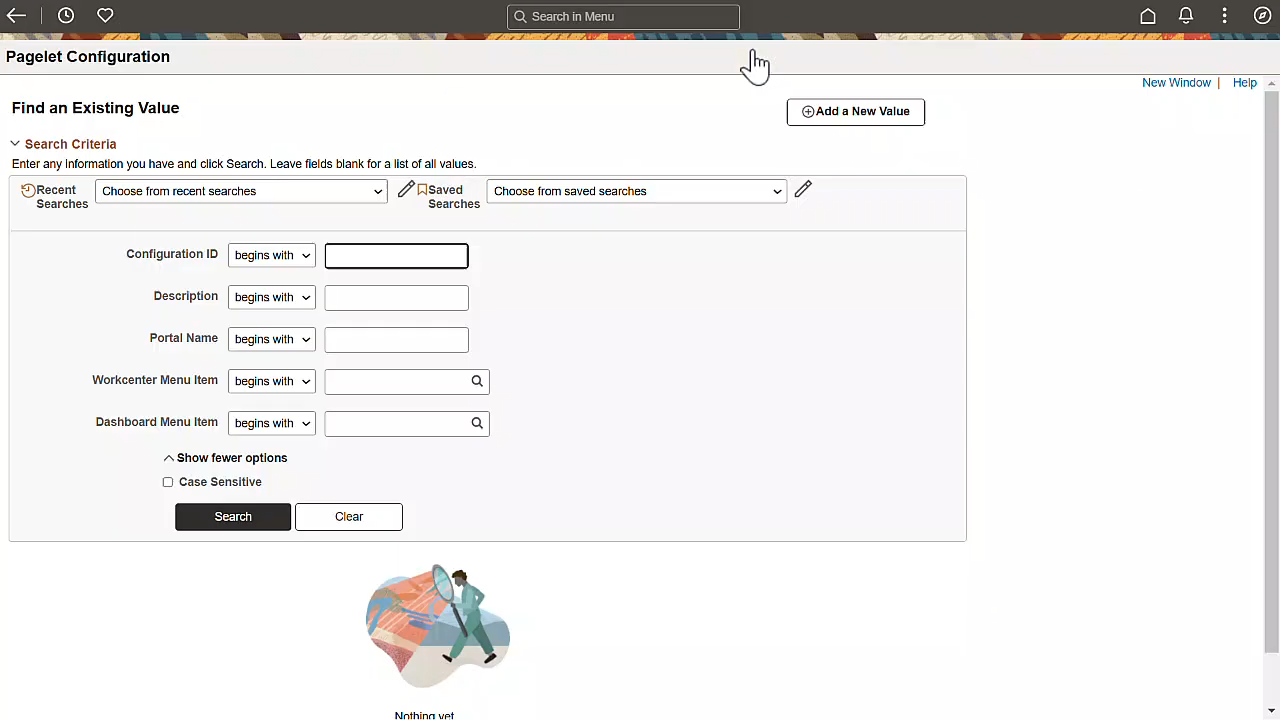 Search in Menu
Pagelet Configuration
New Window | Help
Find an Existing Value
Add a New Value
Search Criteria
Enter any information you have and click Search. Leave fields blank for a list of all values.
Recent Searches
Choose from recent searches
Saved Searches
Choose from saved searches
Configuration ID begins with
Description begins with
Portal Name begins with
Workcenter Menu Item begins with
Dashboard Menu Item begins with
Show fewer options
Case Sensitive
Search Clear
Nothing yet